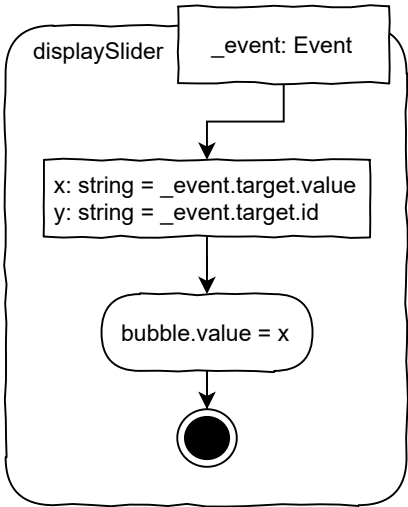 displaySlider
_event: Event
x: string = _event.target.value
y: string = _event.target.id
bubble.value = x